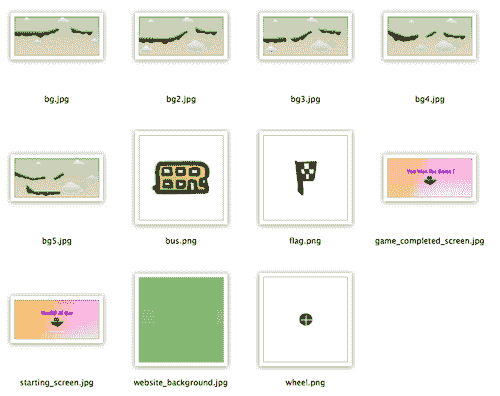 bg.jpg
bg2.jpg
bg3.jpg
bg4.jpg
bg5.jpg
bus.png
flag.png
game_completed_screen.jpg
You Won the Game !
starting_screen.jpg
website_background.jpg
wheel.png